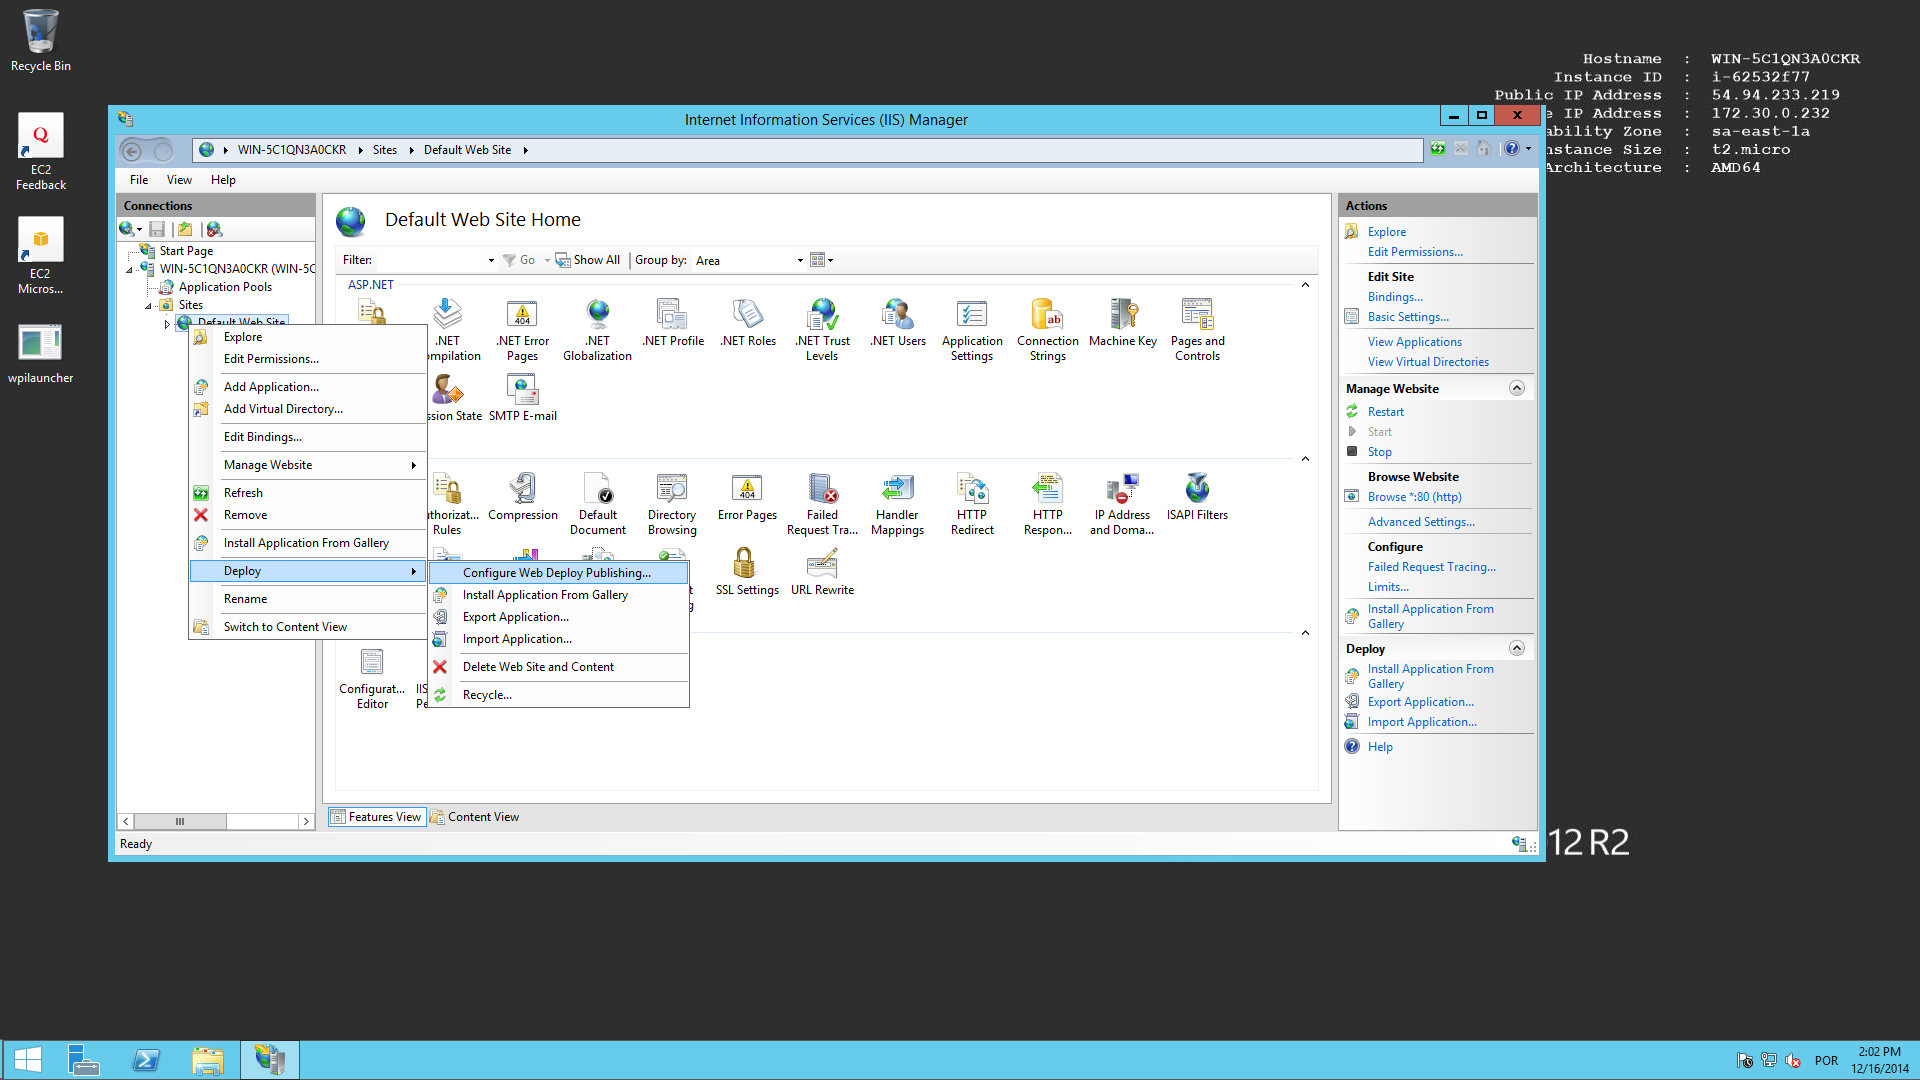 Recycle Bin
EC2
Feedback
EC2
Micros...
wpilauncher
Hostname : WIN-5C1QN3A0CKR
Instance ID : i-62532f77
Public IP Address : 54.94.233.219
e IP Address : 172.30.0.232
ability Zone : sa-east-1a
nstance Size : t2.micro
Architecture : AMD64
Internet Information Services (IIS) Manager
WIN-5C1QN3A0CKR
Sites
Default Web Site
File
View
Help
Connections
Start Page
WIN-5C1QN3A0CKR (WIN-5C
Application Pools
Sites
Default Web Site
Explore
Edit Permissions...
Add Application...
Add Virtual Directory...
Edit Bindings...
Manage Website
Refresh
Remove
Install Application From Gallery
Deploy
Rename
Switch to Content View
Configure Web Deploy Publishing...
Install Application From Gallery
Export Application...
Import Application...
Delete Web Site and Content
Recycle...
Default Web Site Home
Filter:
Go
Show All
Group by:
Area
ASP.NET
.NET
mpilation
.NET Error
Pages
.NET
Globalization
.NET Profile
.NET Roles
.NET Trust
Levels
.NET Users
Application
Settings
Connection
Strings
Machine Key
Pages and
Controls
ssion State
SMTP E-mail
thorizat...
Rules
Compression
Default
Document
Directory
Browsing
Error Pages
Failed
Request Tra...
Handler
Mappings
HTTP
Redirect
HTTP
Respon...
IP Address
and Doma...
ISAPI Filters
SSL Settings
URL Rewrite
Configurat...
Editor
IIS
Pe
Features View
Content View
Ready
Actions
Explore
Edit Permissions...
Edit Site
Bindings...
Basic Settings...
View Applications
View Virtual Directories
Manage Website
Restart
Start
Stop
Browse Website
Browse *:80 (http)
Advanced Settings...
Configure
Failed Request Tracing...
Limits...
Install Application From
Gallery
Deploy
Install Application From
Gallery
Export Application...
Import Application...
Help
12 R2
POR
2:02 PM
12/16/2014